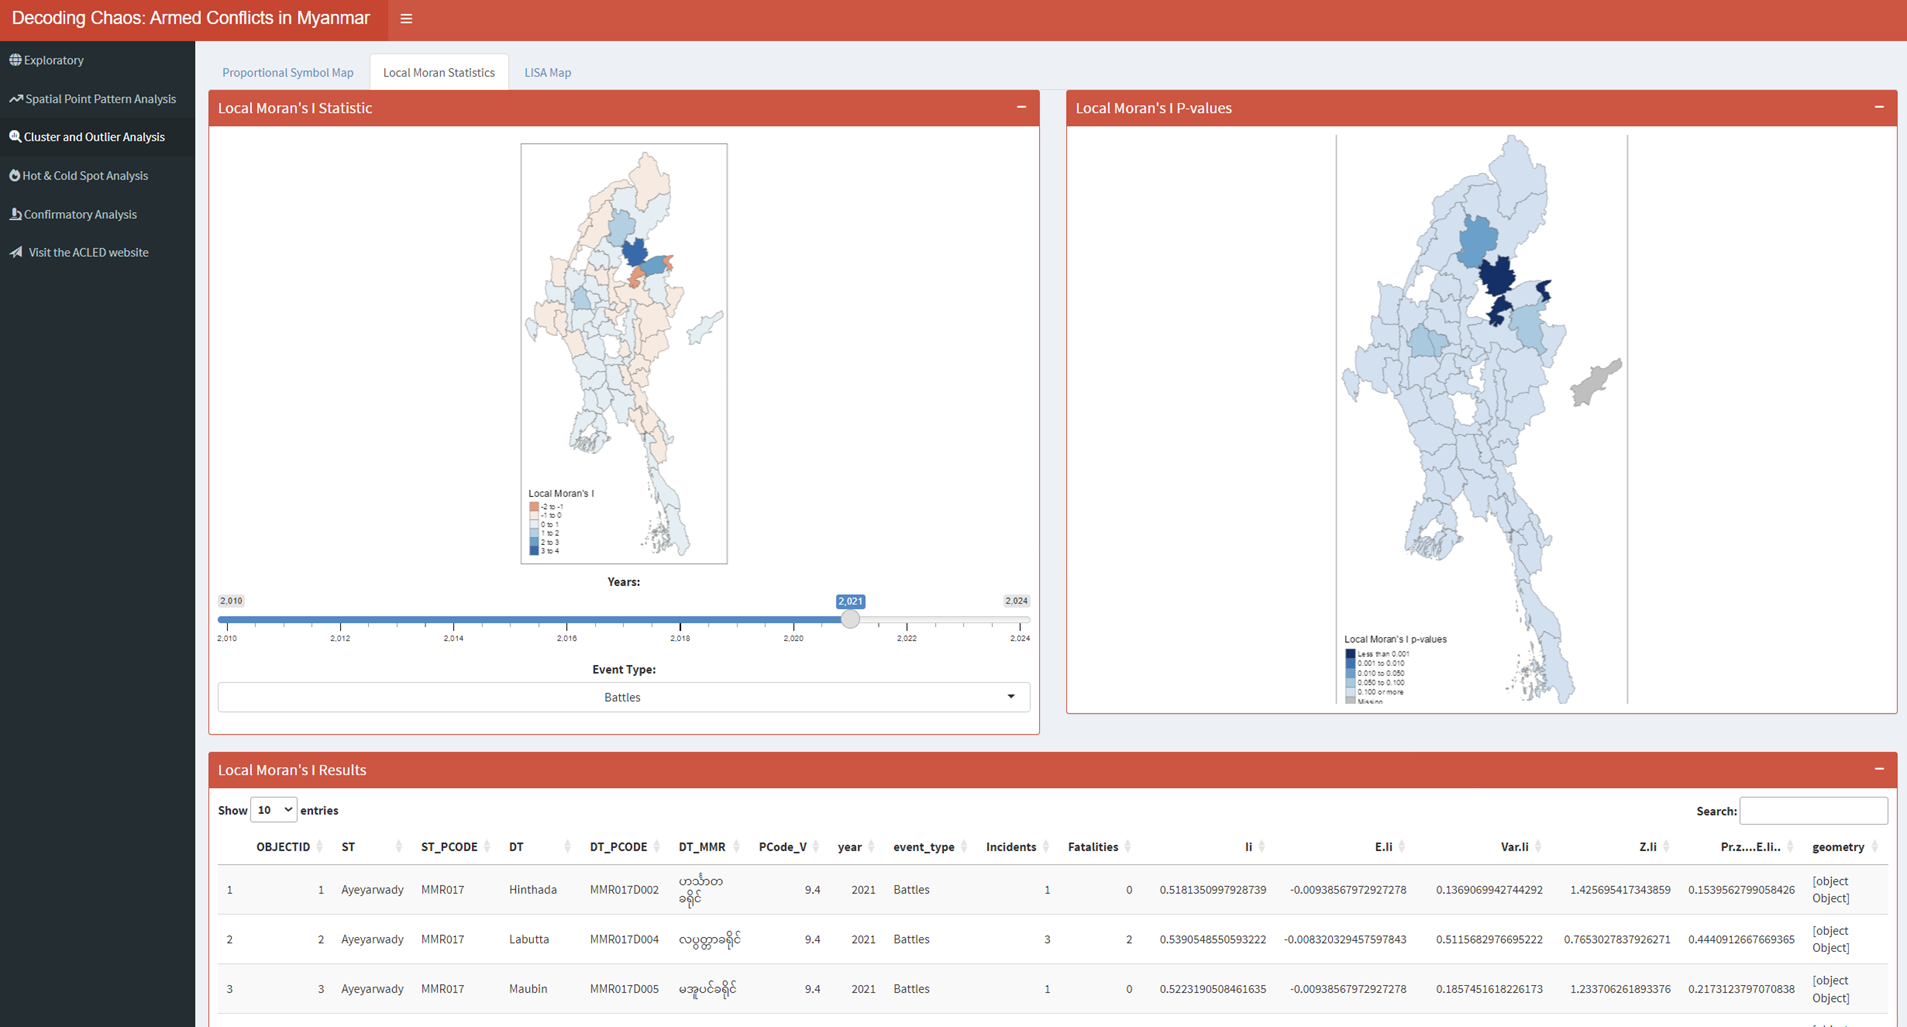 Decoding Chaos: Armed Conflicts in Myanmar
Exploratory
Spatial Point Pattern Analysis
Cluster and Outlier Analysis
Hot & Cold Spot Analysis
Confirmatory Analysis
Visit the ACLED website
Proportional Symbol Map
Local Moran Statistics
LISA Map
Local Moran's I Statistic
Local Moran's I
-2 to -1
-1 to 0
0 to 1
1 to 2
2 to 3
3 to 4
Years:
2,010
2,021
2,024
2,010 2,012 2,014 2,016 2,018 2,020 2,022 2,024
Event Type:
Battles
Local Moran's I P-values
Local Moran's I p-values
Less than 0.001
0.001 to 0.010
0.010 to 0.050
0.050 to 0.100
0.100 or more
Missing
Local Moran's I Results
Show 10 entries
Search:
OBJECTID ST ST_PCODE DT DT_PCODE DT_MMR PCode_V year event_type Incidents Fatalities Ii E.Ii Var.Ii Z.Ii Pr.z....E.Ii.. geometry
1 1 Ayeyarwady MMR017 Hinthada MMR017D002 ဟင်္သာတ ခရိုင် 9.4 2021 Battles 1 0 0.5181350997928739 -0.00938567972927278 0.1369069942744292 1.425695417343859 0.1539562799058426 [object Object]
2 2 Ayeyarwady MMR017 Labutta MMR017D004 လပွတ္တာခရိုင် 9.4 2021 Battles 3 2 0.5390548550593222 -0.008320329457597843 0.5115682976695222 0.7653027837926271 0.4440912667669365 [object Object]
3 3 Ayeyarwady MMR017 Maubin MMR017D005 မအူပင်ခရိုင် 9.4 2021 Battles 1 0 0.5223190508461635 -0.00938567972927278 0.1857451618226173 1.233706261893376 0.2173123797070838 [object Object]